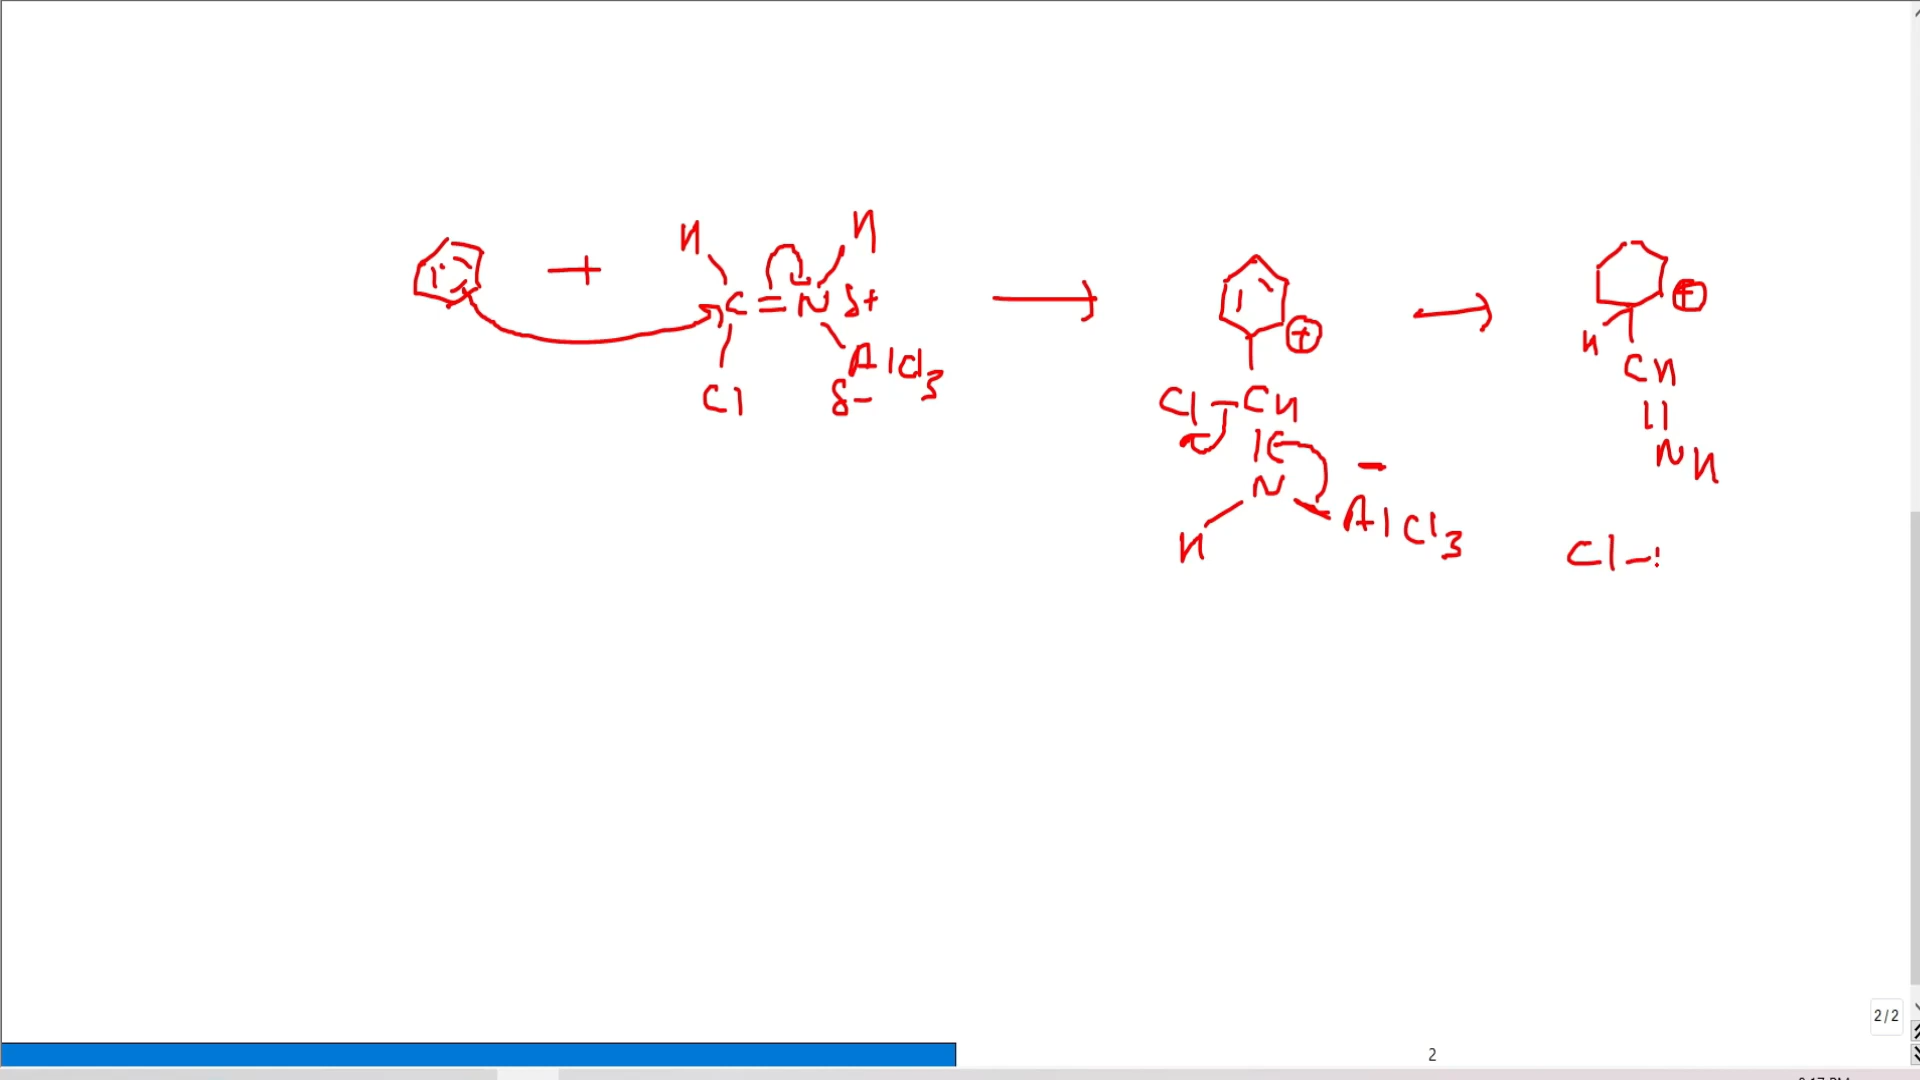 H H
+ C = N δ+
Cl AlCl3
δ-
+
Cl - CH
N -
H AlCl3
+
H
CH
NH
Cl -
2/2
2